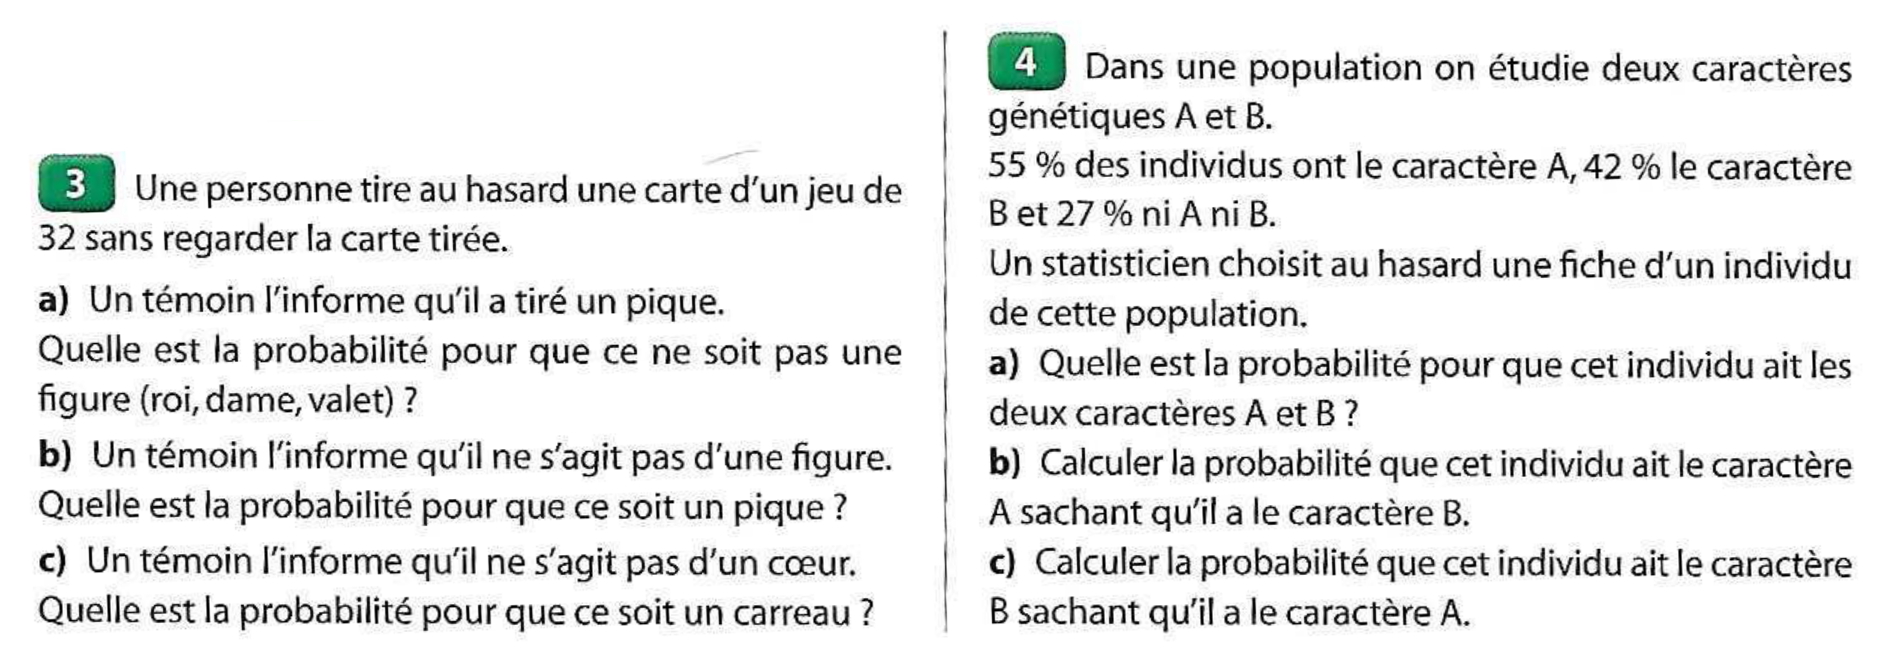 3 Une personne tire au hasard une carte d'un jeu de
32 sans regarder la carte tirée.
a) Un témoin l'informe qu'il a tiré un pique.
Quelle est la probabilité pour que ce ne soit pas une
figure (roi, dame, valet) ?
b) Un témoin l'informe qu'il ne s'agit pas d'une figure.
Quelle est la probabilité pour que ce soit un pique ?
c) Un témoin l'informe qu'il ne s'agit pas d'un cœur.
Quelle est la probabilité pour que ce soit un carreau ?
4 Dans une population on étudie deux caractères
génétiques A et B.
55 % des individus ont le caractère A, 42 % le caractère
B et 27 % ni A ni B.
Un statisticien choisit au hasard une fiche d'un individu
de cette population.
a) Quelle est la probabilité pour que cet individu ait les
deux caractères A et B ?
b) Calculer la probabilité que cet individu ait le caractère
A sachant qu'il a le caractère B.
c) Calculer la probabilité que cet individu ait le caractère
B sachant qu'il a le caractère A.